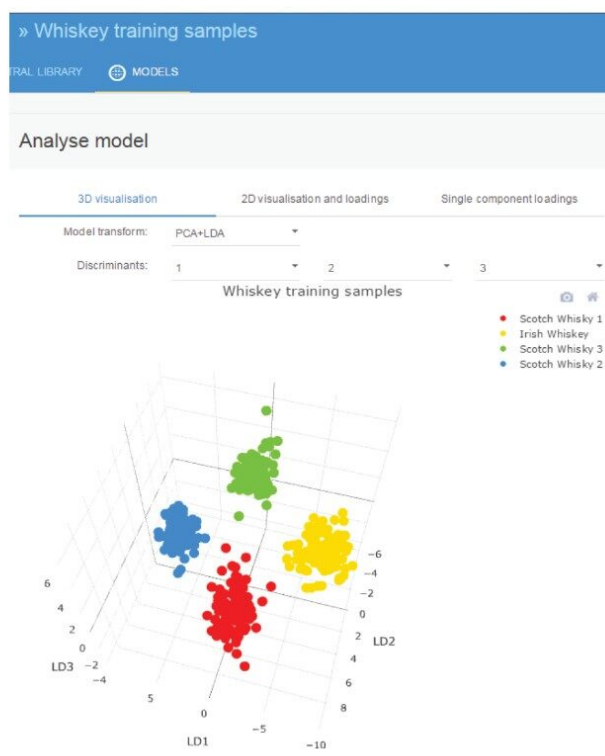 » Whiskey training samples
TRAL LIBRARY MODELS
Analyse model
3D visualisation 2D visualisation and loadings Single component loadings
Model transform: PCA+LDA
Discriminants: 1 2 3
Whiskey training samples
Scotch Whisky 1
Irish Whiskey
Scotch Whisky 3
Scotch Whisky 2
6
4
2
0
−2
−4
LD3
5
0
−5
−10
LD1
−6
−4
−2
0
2
4
6
8
LD2